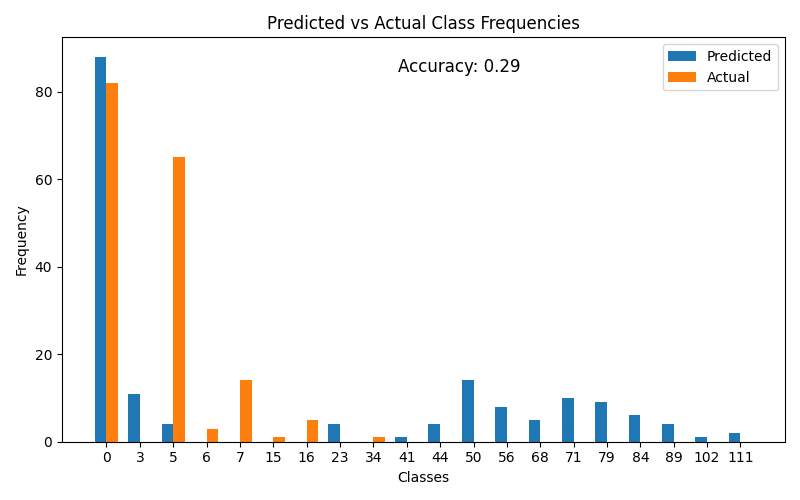 Predicted vs Actual Class Frequencies
Accuracy: 0.29
Predicted
Actual
Frequency
80
60
40
20
0
0 3 5 6 7 15 16 23 34 41 44 50 56 68 71 79 84 89 102 111
Classes